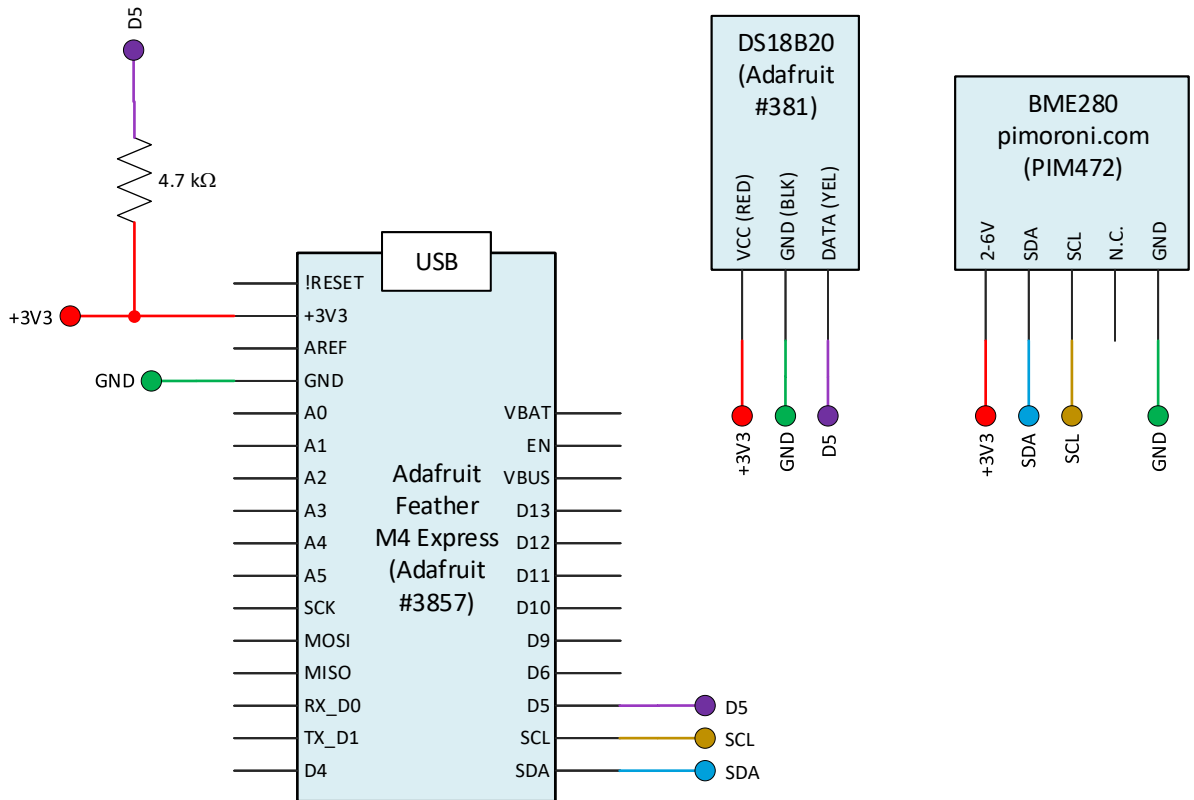 D5
4.7 kΩ
+3V3
GND
USB
!RESET
+3V3
AREF
GND
A0
A1
A2
A3
A4
A5
SCK
MOSI
MISO
RX_D0
TX_D1
D4
Adafruit
Feather
M4 Express
(Adafruit
#3857)
VBAT
EN
VBUS
D13
D12
D11
D10
D9
D6
D5
SCL
SDA
D5
SCL
SDA
DS18B20
(Adafruit
#381)
VCC (RED)
GND (BLK)
DATA (YEL)
+3V3
GND
D5
BME280
pimoroni.com
(PIM472)
2-6V
SDA
SCL
N.C.
GND
+3V3
SDA
SCL
GND